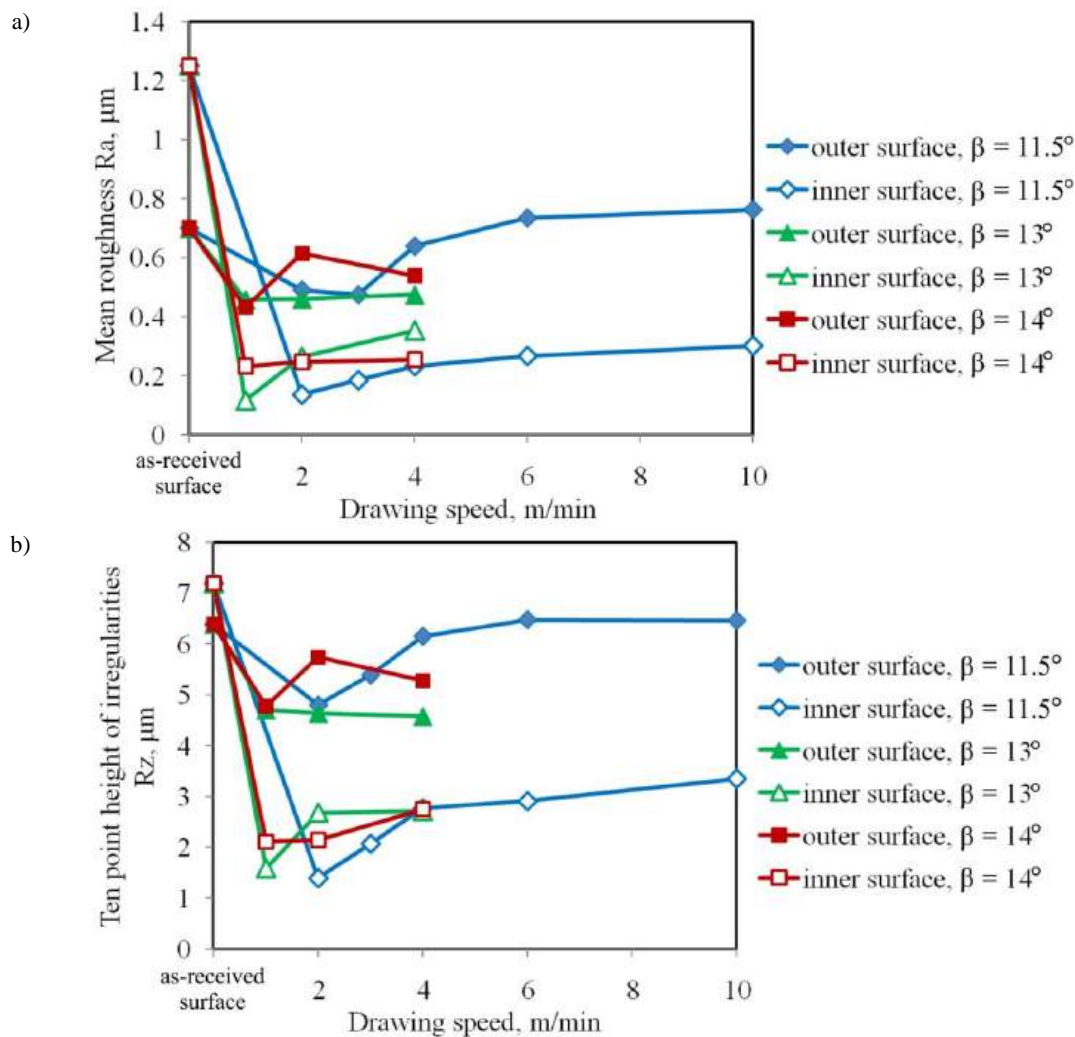 a)
1.4
1.2
1
0.8
0.6
0.4
0.2
0
Mean roughness Ra, μm
as-received
surface
2
4
6
8
10
Drawing speed, m/min
outer surface, β = 11.5°
inner surface, β = 11.5°
outer surface, β = 13°
inner surface, β = 13°
outer surface, β = 14°
inner surface, β = 14°
b)
8
7
6
5
4
3
2
1
0
Ten point height of irregularities
Rz, μm
as-received
surface
2
4
6
8
10
Drawing speed, m/min
outer surface, β = 11.5°
inner surface, β = 11.5°
outer surface, β = 13°
inner surface, β = 13°
outer surface, β = 14°
inner surface, β = 14°